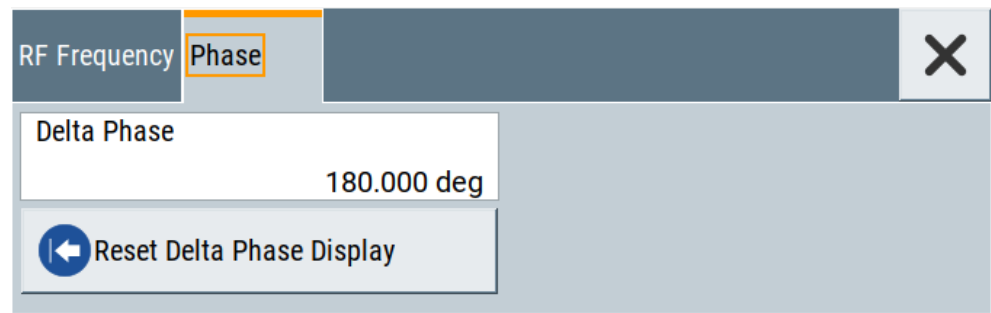 RF Frequency Phase
Delta Phase
180.000 deg
Reset Delta Phase Display